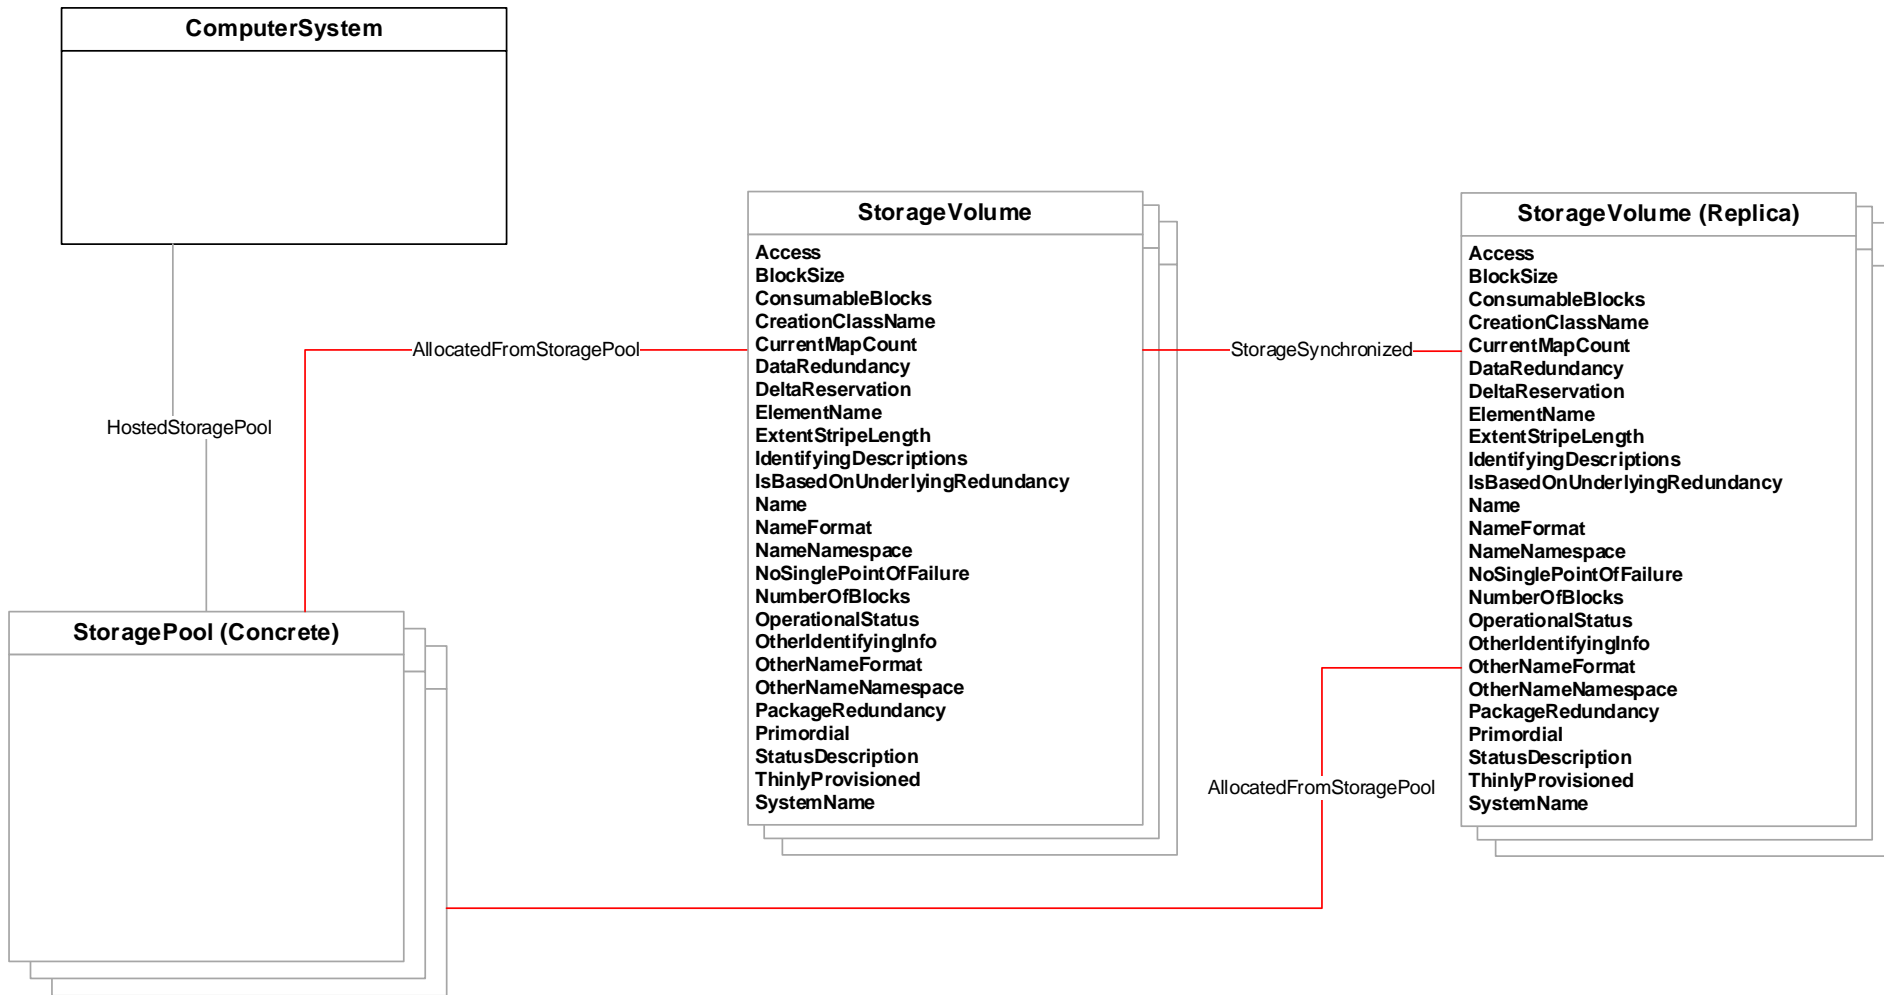 ComputerSystem
HostedStoragePool
StoragePool (Concrete)
AllocatedFromStoragePool
StorageVolume
Access
BlockSize
ConsumableBlocks
CreationClassName
CurrentMapCount
DataRedundancy
DeltaReservation
ElementName
ExtentStripeLength
IdentifyingDescriptions
IsBasedOnUnderlyingRedundancy
Name
NameFormat
NameNamespace
NoSinglePointOfFailure
NumberOfBlocks
OperationalStatus
OtherIdentifyingInfo
OtherNameFormat
OtherNameNamespace
PackageRedundancy
Primordial
StatusDescription
ThinlyProvisioned
SystemName
StorageSynchronized
AllocatedFromStoragePool
StorageVolume (Replica)
Access
BlockSize
ConsumableBlocks
CreationClassName
CurrentMapCount
DataRedundancy
DeltaReservation
ElementName
ExtentStripeLength
IdentifyingDescriptions
IsBasedOnUnderlyingRedundancy
Name
NameFormat
NameNamespace
NoSinglePointOfFailure
NumberOfBlocks
OperationalStatus
OtherIdentifyingInfo
OtherNameFormat
OtherNameNamespace
PackageRedundancy
Primordial
StatusDescription
ThinlyProvisioned
SystemName